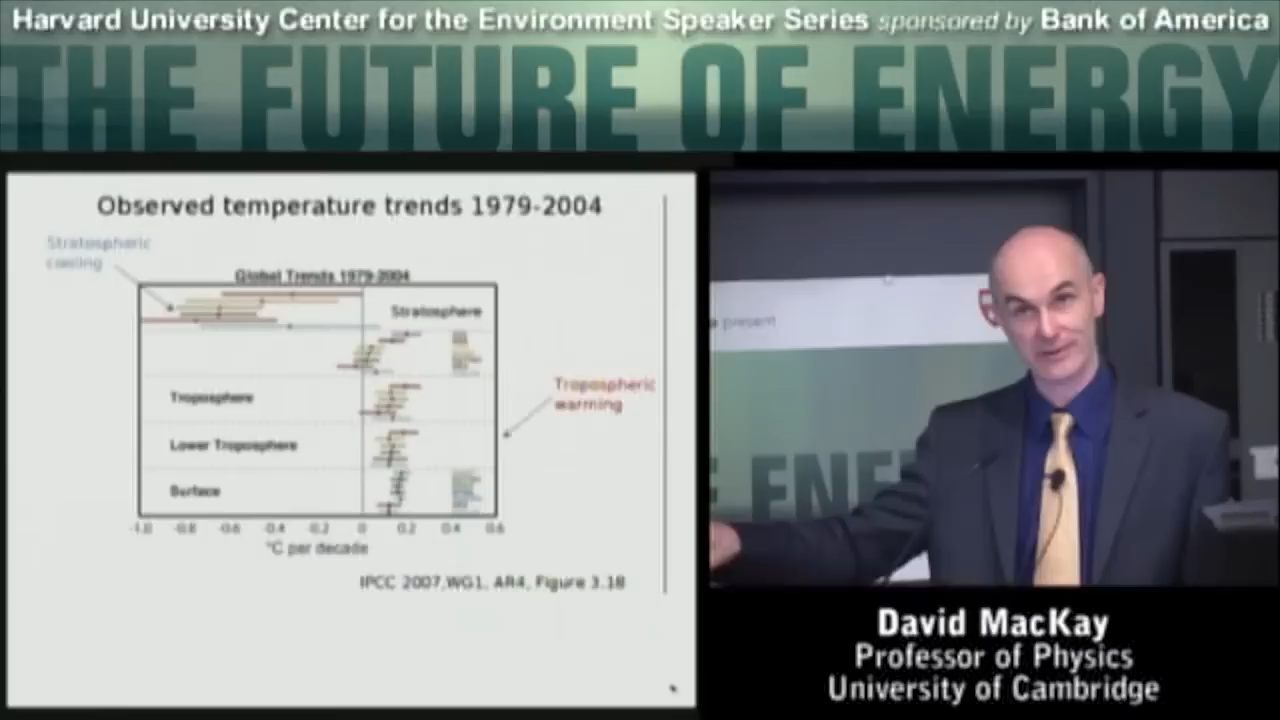 Harvard University Center for the Environment Speaker Series sponsored by Bank of America
THE FUTURE OF ENERGY
Observed temperature trends 1979-2004
Stratospheric
cooling
Global Trends 1979-2004
Stratosphere
Troposphere
Lower Troposphere
Surface
Tropospheric
warming
-1.0 -0.8 -0.6 -0.4 -0.2 0 0.2 0.4 0.6
°C per decade
IPCC 2007,WG1, AR4, Figure 3.18
present
F ENE
David MacKay
Professor of Physics
University of Cambridge